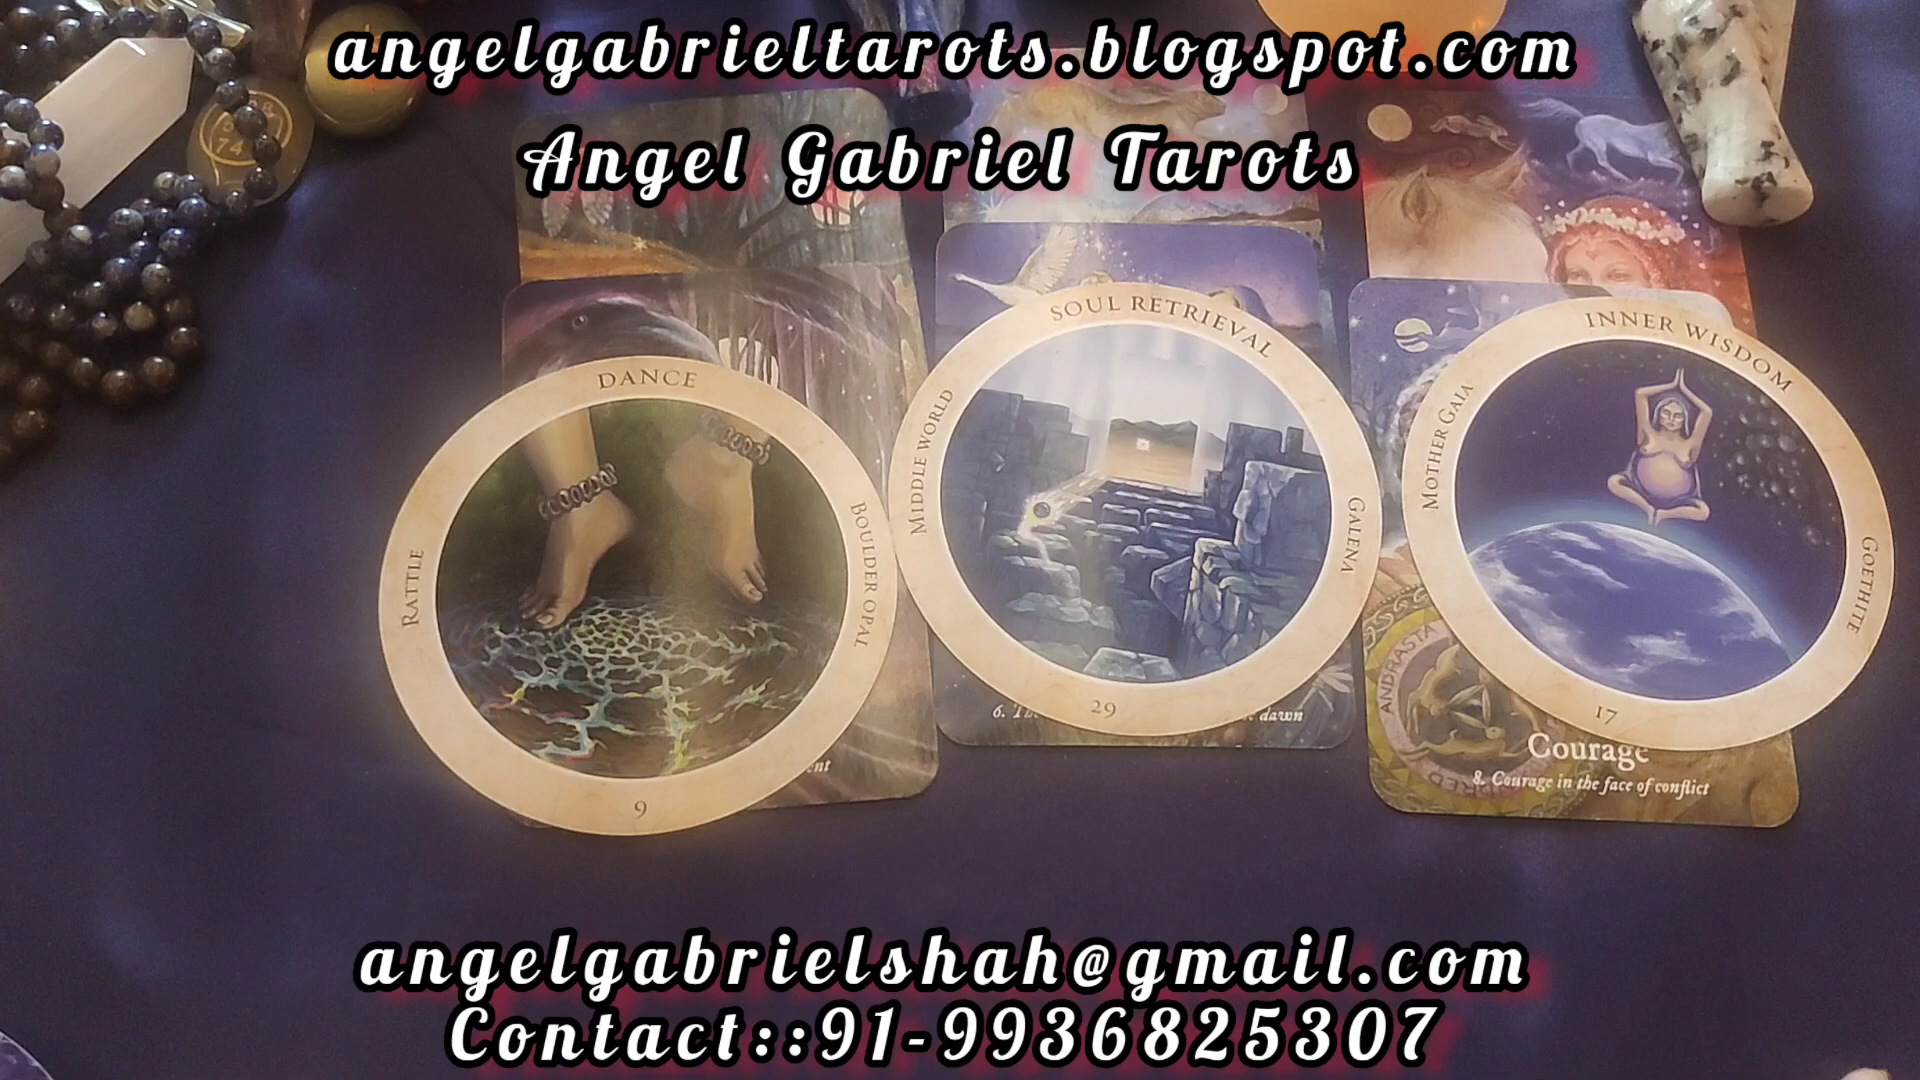 angelgabrieltarots.blogspot.com
Angel Gabriel Tarots
DANCE
RATTLE
BOULDER OPAL
9
SOUL RETRIEVAL
MIDDLE WORLD
GALENA
29
INNER WISDOM
MOTHER GAIA
GOETHITE
17
6.
dawn
ANDRASTA
Courage
8. Courage in the face of conflict
angelgabrielshah@gmail.com
Contact::91-9936825307